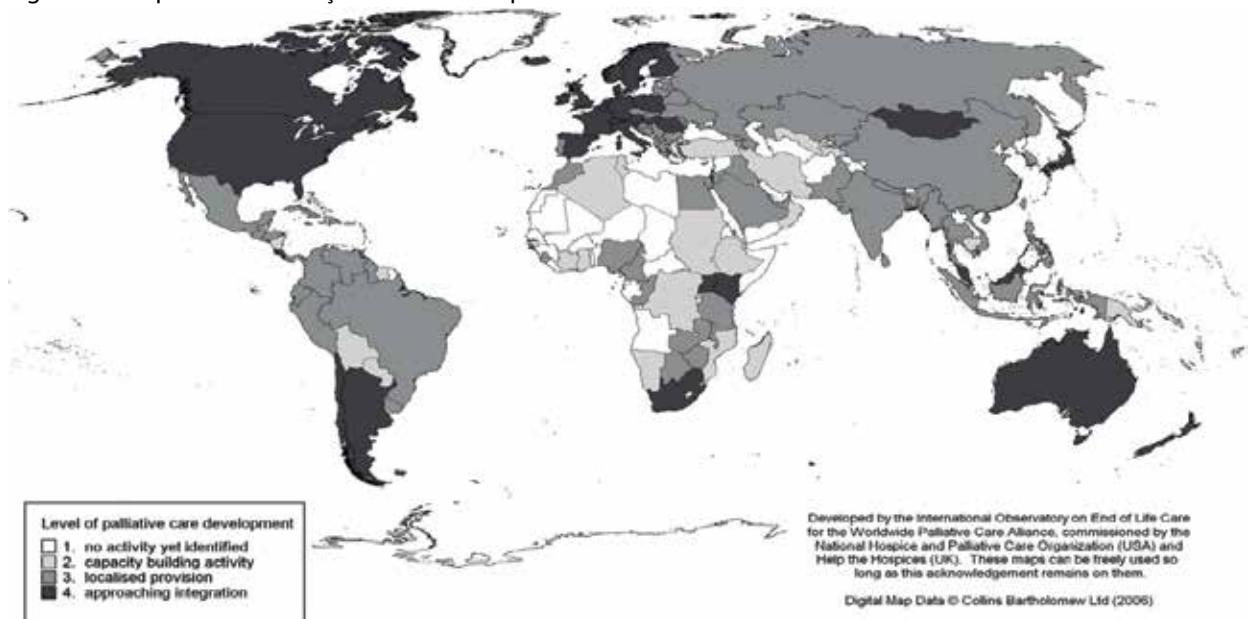 Level of palliative care development
1. no activity yet identified
2. capacity building activity
3. localised provision
4. approaching integration
Developed by the International Observatory on End of Life Care
for the Worldwide Palliative Care Alliance, commissioned by the
National Hospice and Palliative Care Organization (USA) and
Help the Hospices (UK). These maps can be freely used so
long as this acknowledgement remains on them.
Digital Map Data © Collins Bartholomew Ltd (2006)